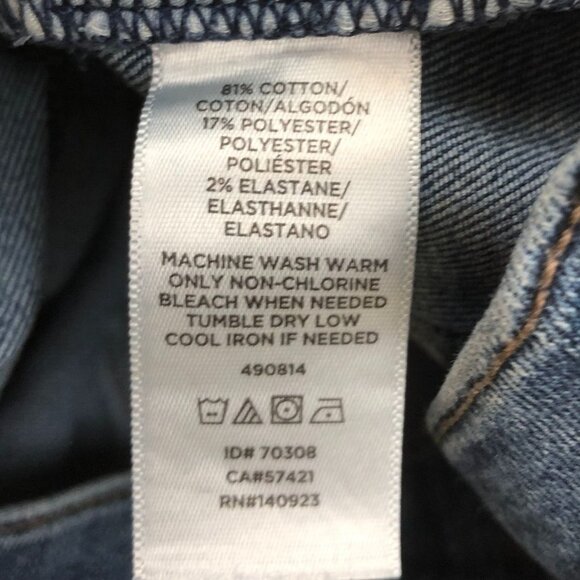 81% COTTON/
COTON/ALGODÓN
17% POLYESTER/
POLYESTER/
POLIÉSTER
2% ELASTANE/
ELASTHANNE/
ELASTANO
MACHINE WASH WARM
ONLY NON-CHLORINE
BLEACH WHEN NEEDED
TUMBLE DRY LOW
COOL IRON IF NEEDED
490814
ID# 70308
CA#57421
RN#140923